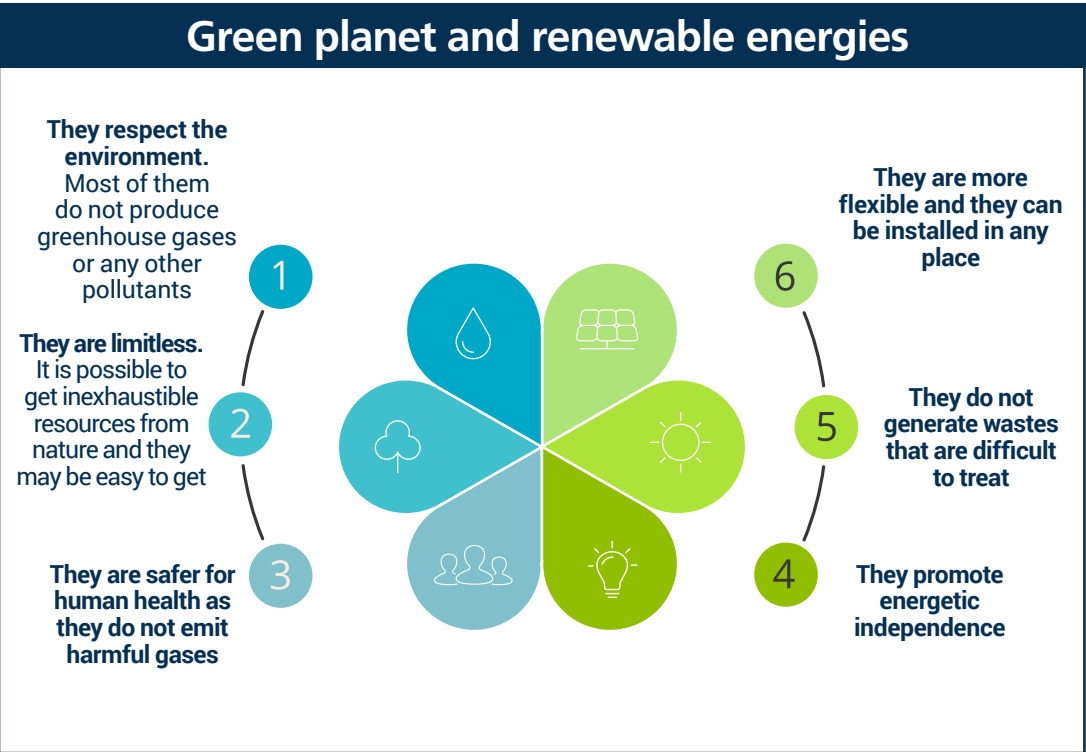 Green planet and renewable energies
They respect the
environment.
Most of them
do not produce
greenhouse gases
or any other
pollutants
1
They are limitless.
It is possible to
get inexhaustible
resources from
nature and they
may be easy to get
2
They are safer for
human health as
they do not emit
harmful gases
3
They are more
flexible and they can
be installed in any
place
6
They do not
generate wastes
that are difficult
to treat
5
They promote
energetic
independence
4